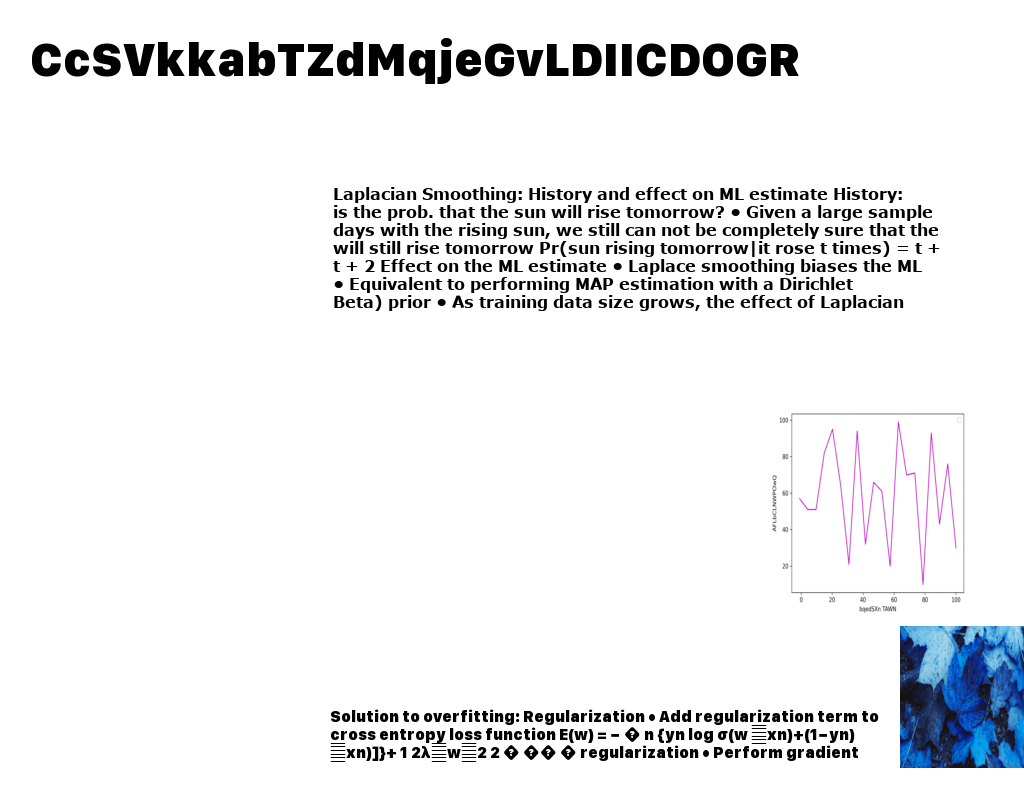 CcSVkkabTZdMqjeGvLDIICDOGR
Laplacian Smoothing: History and effect on ML estimate History:
is the prob. that the sun will rise tomorrow? • Given a large sample
days with the rising sun, we still can not be completely sure that the
will still rise tomorrow Pr(sun rising tomorrow|it rose t times) = t +
t + 2 Effect on the ML estimate • Laplace smoothing biases the ML
• Equivalent to performing MAP estimation with a Dirichlet
Beta) prior • As training data size grows, the effect of Laplacian
100
80
60
40
20
AFLbCLNWPOwQ
0 20 40 60 80 100
bqedSXn TAWN
Solution to overfitting: Regularization • Add regularization term to
cross entropy loss function E(w) = − � n {yn log σ(w xn)+(1−yn)
xn)]}+ 1 2λ w 2 2 � �� � regularization • Perform gradient